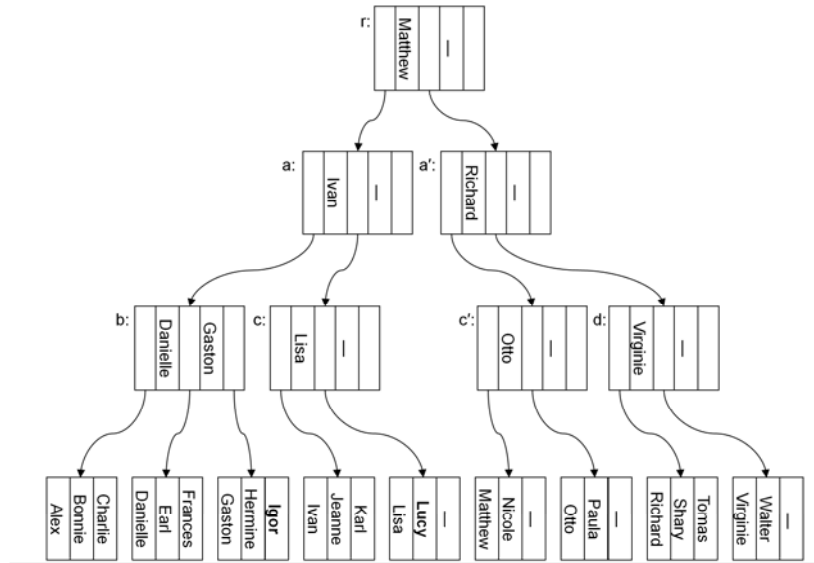 r:
Matthew
—
a:
Ivan
—
a':
Richard
—
b:
Danielle
Gaston
c:
Lisa
—
c':
Otto
—
d:
Virginie
—
Alex
Bonnie
Charlie
Danielle
Earl
Frances
Gaston
Hermine
Igor
Ivan
Jeanne
Karl
Lisa
Lucy
—
Matthew
Nicole
—
Otto
Paula
—
Richard
Shary
Tomas
Virginie
Walter
—